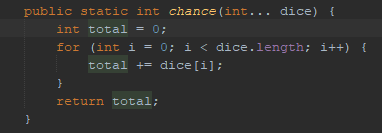 public static int chance(int... dice) {
    int total = 0;
    for (int i = 0; i < dice.length; i++) {
        total += dice[i];
    }
    return total;
}